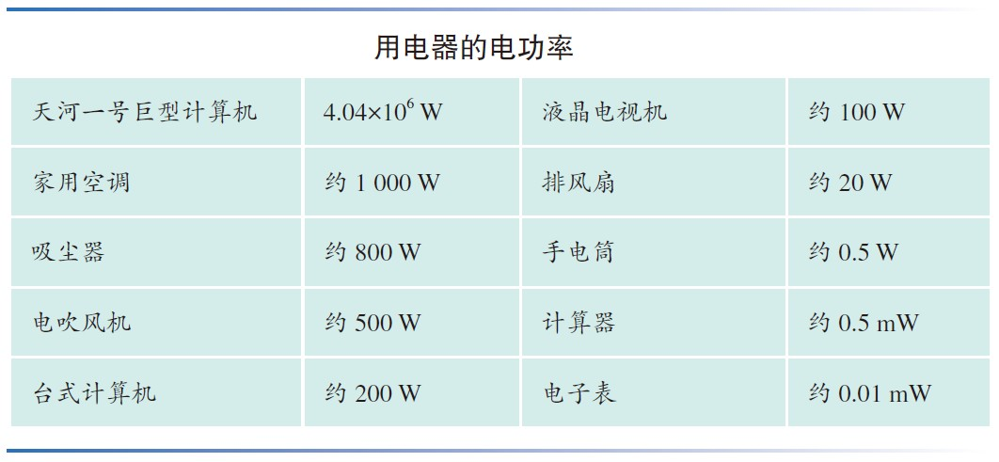 用电器的电功率
天河一号巨型计算机 4.04×10⁶ W 液晶电视机 约 100 W
家用空调 约 1 000 W 排风扇 约 20 W
吸尘器 约 800 W 手电筒 约 0.5 W
电吹风机 约 500 W 计算器 约 0.5 mW
台式计算机 约 200 W 电子表 约 0.01 mW